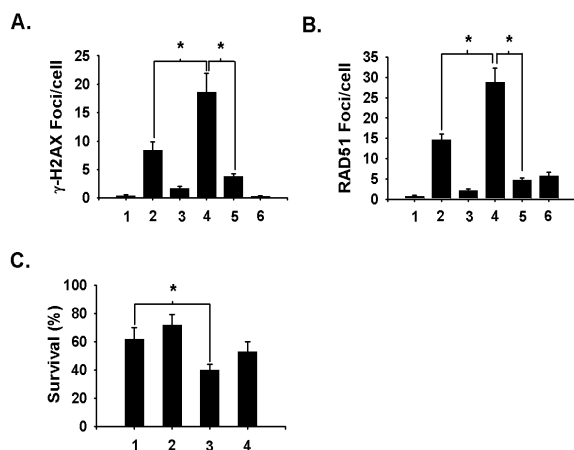 A.
γ-H2AX Foci/cell
25
20
15
10
5
0
* *
1 2 3 4 5 6
B.
RAD51 Foci/cell
35
30
25
20
15
10
5
0
* *
1 2 3 4 5 6
C.
Survival (%)
100
80
60
40
20
0
*
1 2 3 4